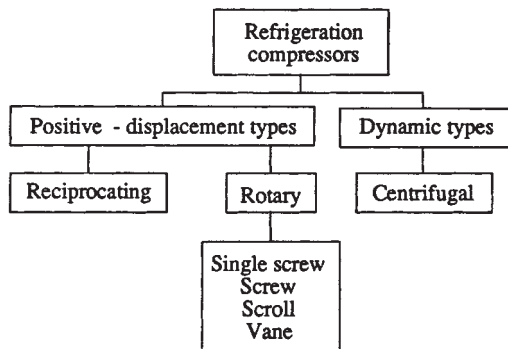 Refrigeration
compressors
Positive - displacement types
Dynamic types
Reciprocating
Rotary
Centrifugal
Single screw
Screw
Scroll
Vane